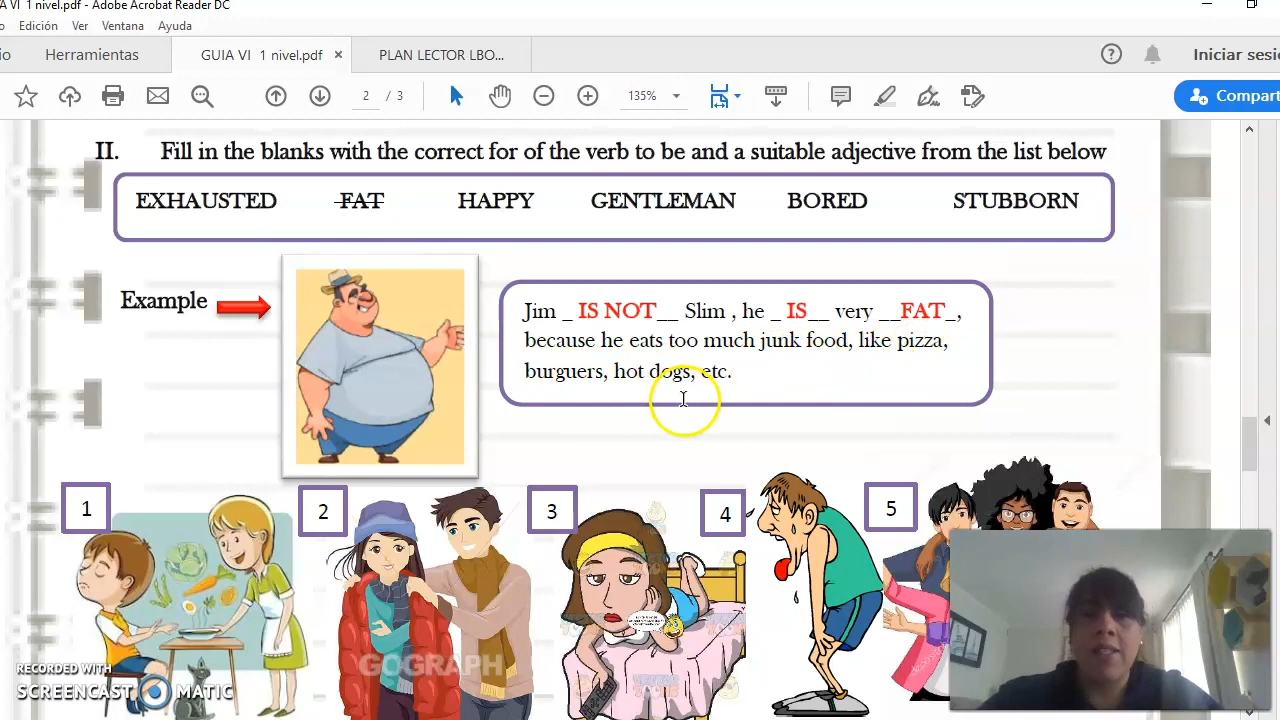 GUIA VI 1 nivel.pdf - Adobe Acrobat Reader DC
Edición Ver Ventana Ayuda
Herramientas GUIA VI 1 nivel.pdf × PLAN LECTOR LBO... Iniciar sesi
2 / 3 135% Compart
II. Fill in the blanks with the correct for of the verb to be and a suitable adjective from the list below
EXHAUSTED FAT HAPPY GENTLEMAN BORED STUBBORN
Example
Jim _ IS NOT__ Slim , he _ IS__ very __FAT_,
because he eats too much junk food, like pizza,
burguers, hot dogs, etc.
1 2 3 4 5
GOGRAPH
RECORDED WITH
SCREENCAST MATIC